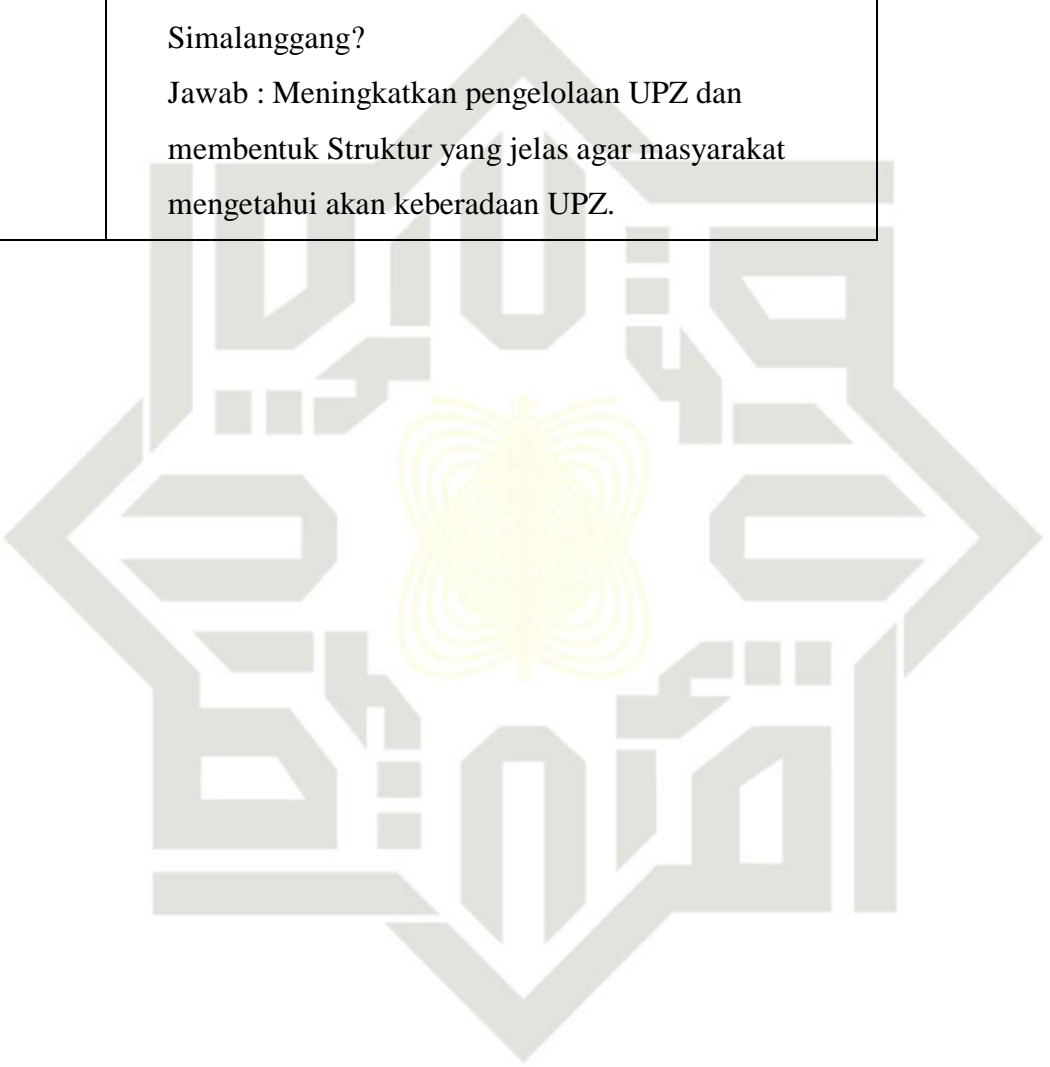 Simalanggang?
Jawab : Meningkatkan pengelolaan UPZ dan
membentuk Struktur yang jelas agar masyarakat
mengetahui akan keberadaan UPZ.